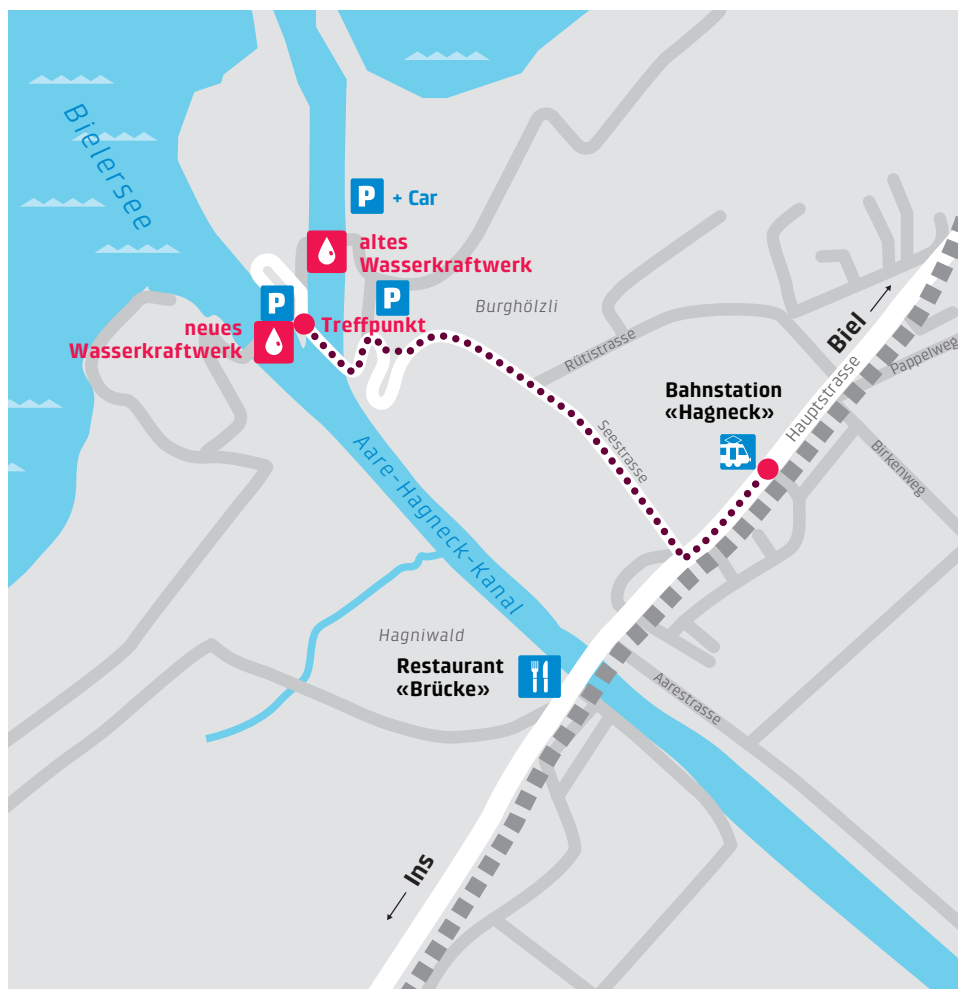 Bielersee
P + Car
altes
Wasserkraftwerk
P
P
Burghölzli
neues
Wasserkraftwerk
Treffpunkt
Rütistrasse
Biel
Pappelweg
Hauptstrasse
Bahnstation
«Hagneck»
Seestrasse
Birkenweg
Aare-Hagneck-Kanal
Hagniwald
Restaurant
«Brücke»
Aarestrasse
Ins